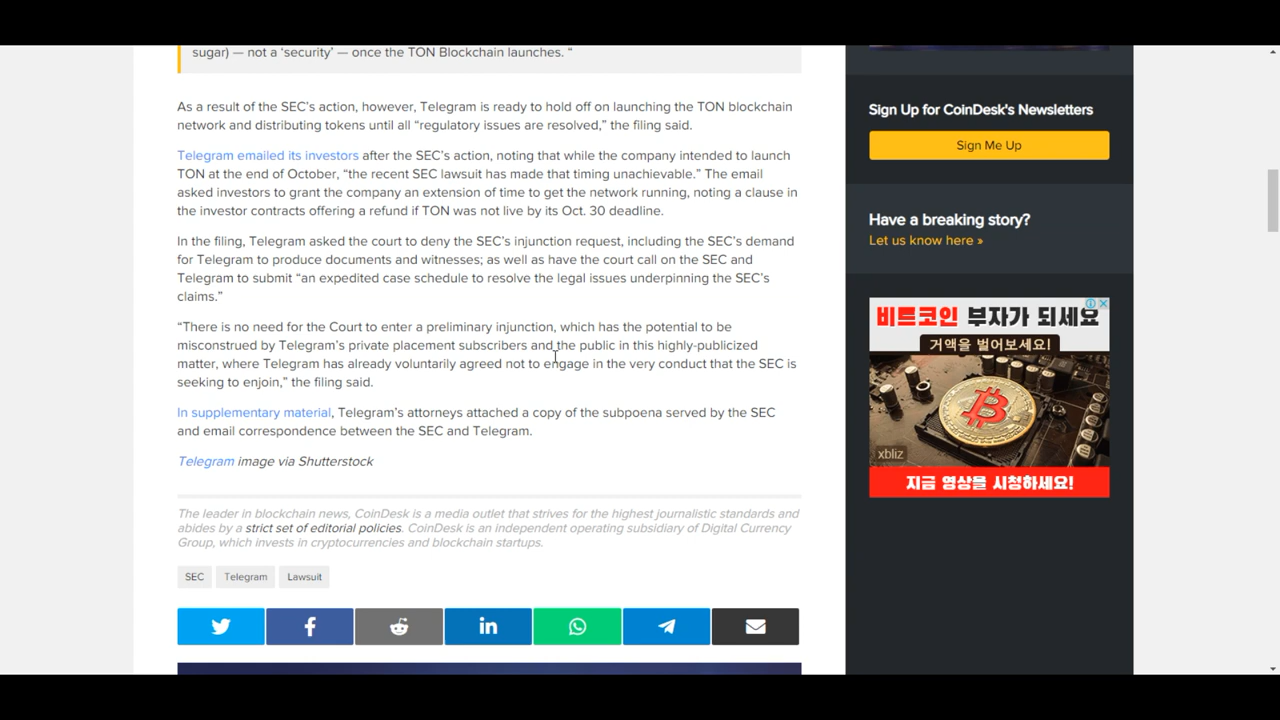 sugar) — not a ‘security’ — once the TON Blockchain launches. “
As a result of the SEC’s action, however, Telegram is ready to hold off on launching the TON blockchain
network and distributing tokens until all “regulatory issues are resolved,” the filing said.
Telegram emailed its investors after the SEC’s action, noting that while the company intended to launch
TON at the end of October, “the recent SEC lawsuit has made that timing unachievable.” The email
asked investors to grant the company an extension of time to get the network running, noting a clause in
the investor contracts offering a refund if TON was not live by its Oct. 30 deadline.
In the filing, Telegram asked the court to deny the SEC’s injunction request, including the SEC’s demand
for Telegram to produce documents and witnesses; as well as have the court call on the SEC and
Telegram to submit “an expedited case schedule to resolve the legal issues underpinning the SEC’s
claims.”
“There is no need for the Court to enter a preliminary injunction, which has the potential to be
misconstrued by Telegram’s private placement subscribers and the public in this highly-publicized
matter, where Telegram has already voluntarily agreed not to engage in the very conduct that the SEC is
seeking to enjoin,” the filing said.
In supplementary material, Telegram’s attorneys attached a copy of the subpoena served by the SEC
and email correspondence between the SEC and Telegram.
Telegram image via Shutterstock
The leader in blockchain news, CoinDesk is a media outlet that strives for the highest journalistic standards and
abides by a strict set of editorial policies. CoinDesk is an independent operating subsidiary of Digital Currency
Group, which invests in cryptocurrencies and blockchain startups.
SEC Telegram Lawsuit
Sign Up for CoinDesk's Newsletters
Sign Me Up
Have a breaking story?
Let us know here »
비트코인 부자가 되세요
거액을 벌어보세요!
xbliz
지금 영상을 시청하세요!